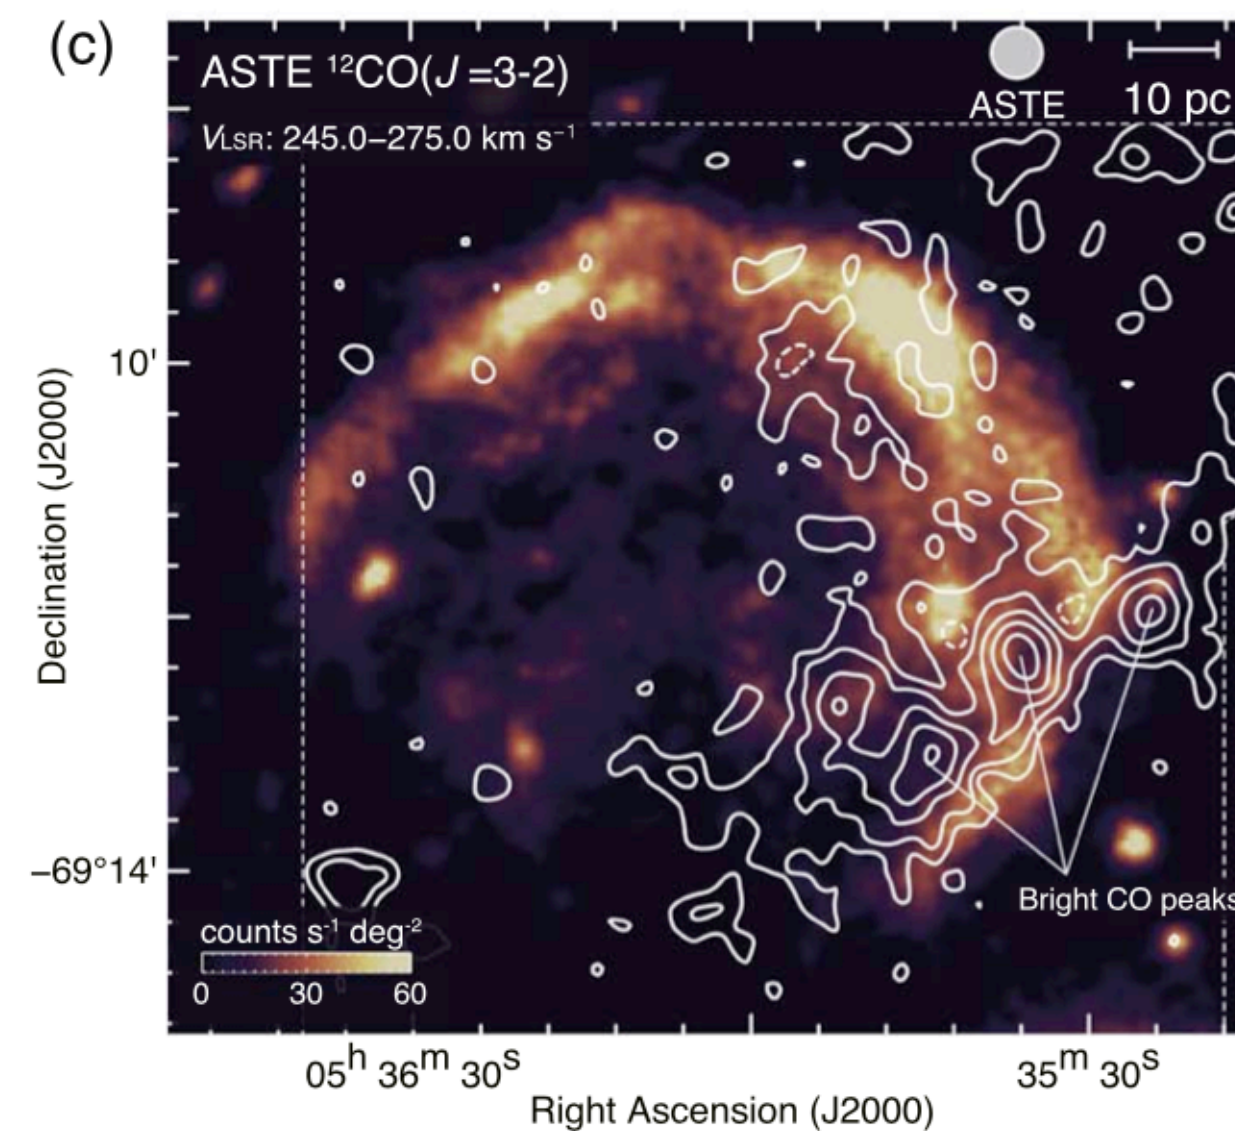 (c)
ASTE ¹²CO(J =3-2)
VLSR: 245.0–275.0 km s⁻¹
ASTE
10 pc
10'
−69°14'
Declination (J2000)
Bright CO peaks
counts s⁻¹ deg⁻²
0 30 60
05ʰ 36ᵐ 30ˢ
35ᵐ 30ˢ
Right Ascension (J2000)